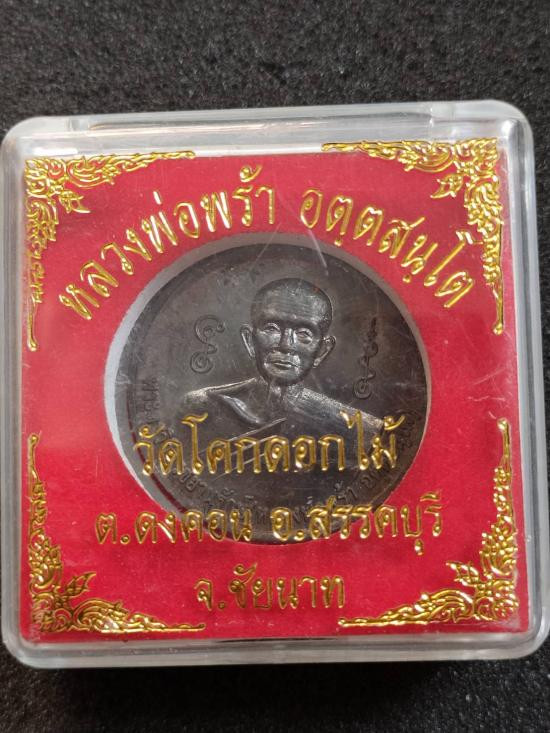 หลวงพ่อพร้า อตฺตสนฺโต
วัดโคกดอกไม้
ต.ดงคอน อ.สรรคบุรี
จ.ชัยนาท